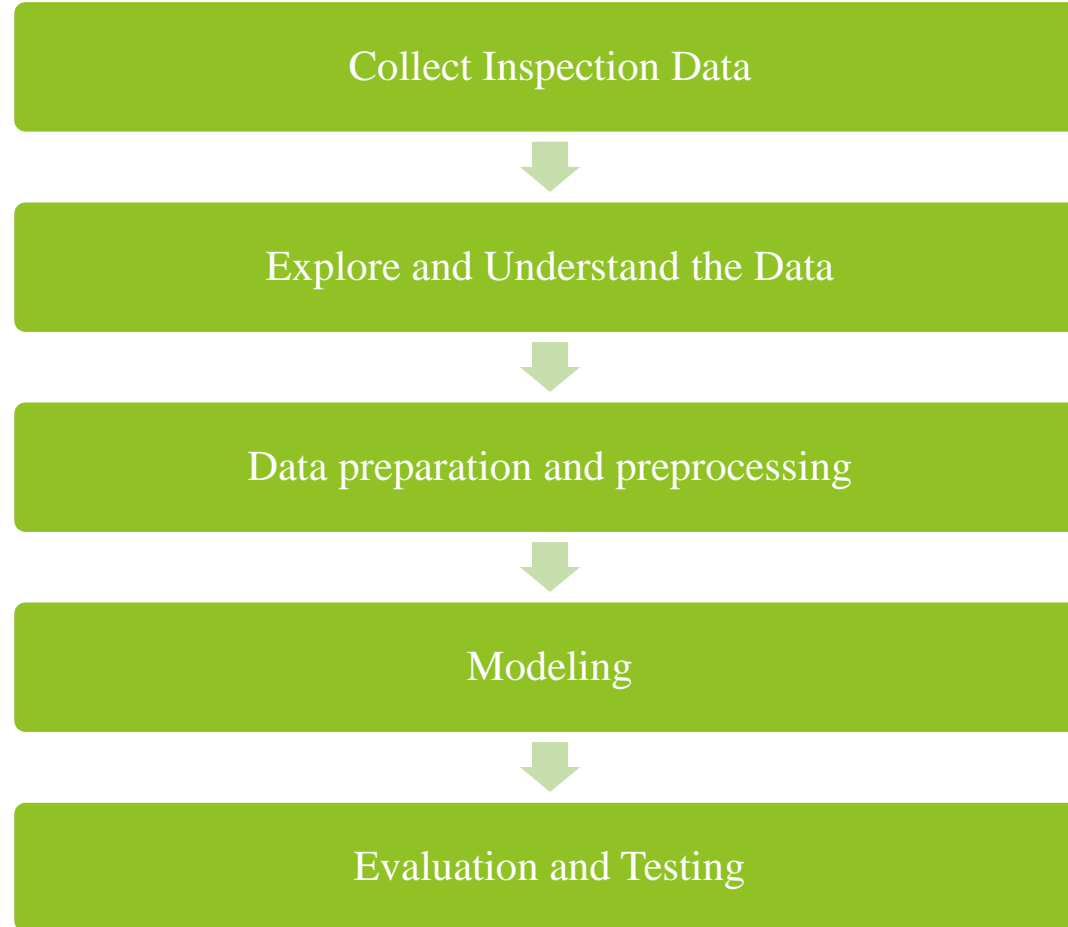 Collect Inspection Data
Explore and Understand the Data
Data preparation and preprocessing
Modeling
Evaluation and Testing